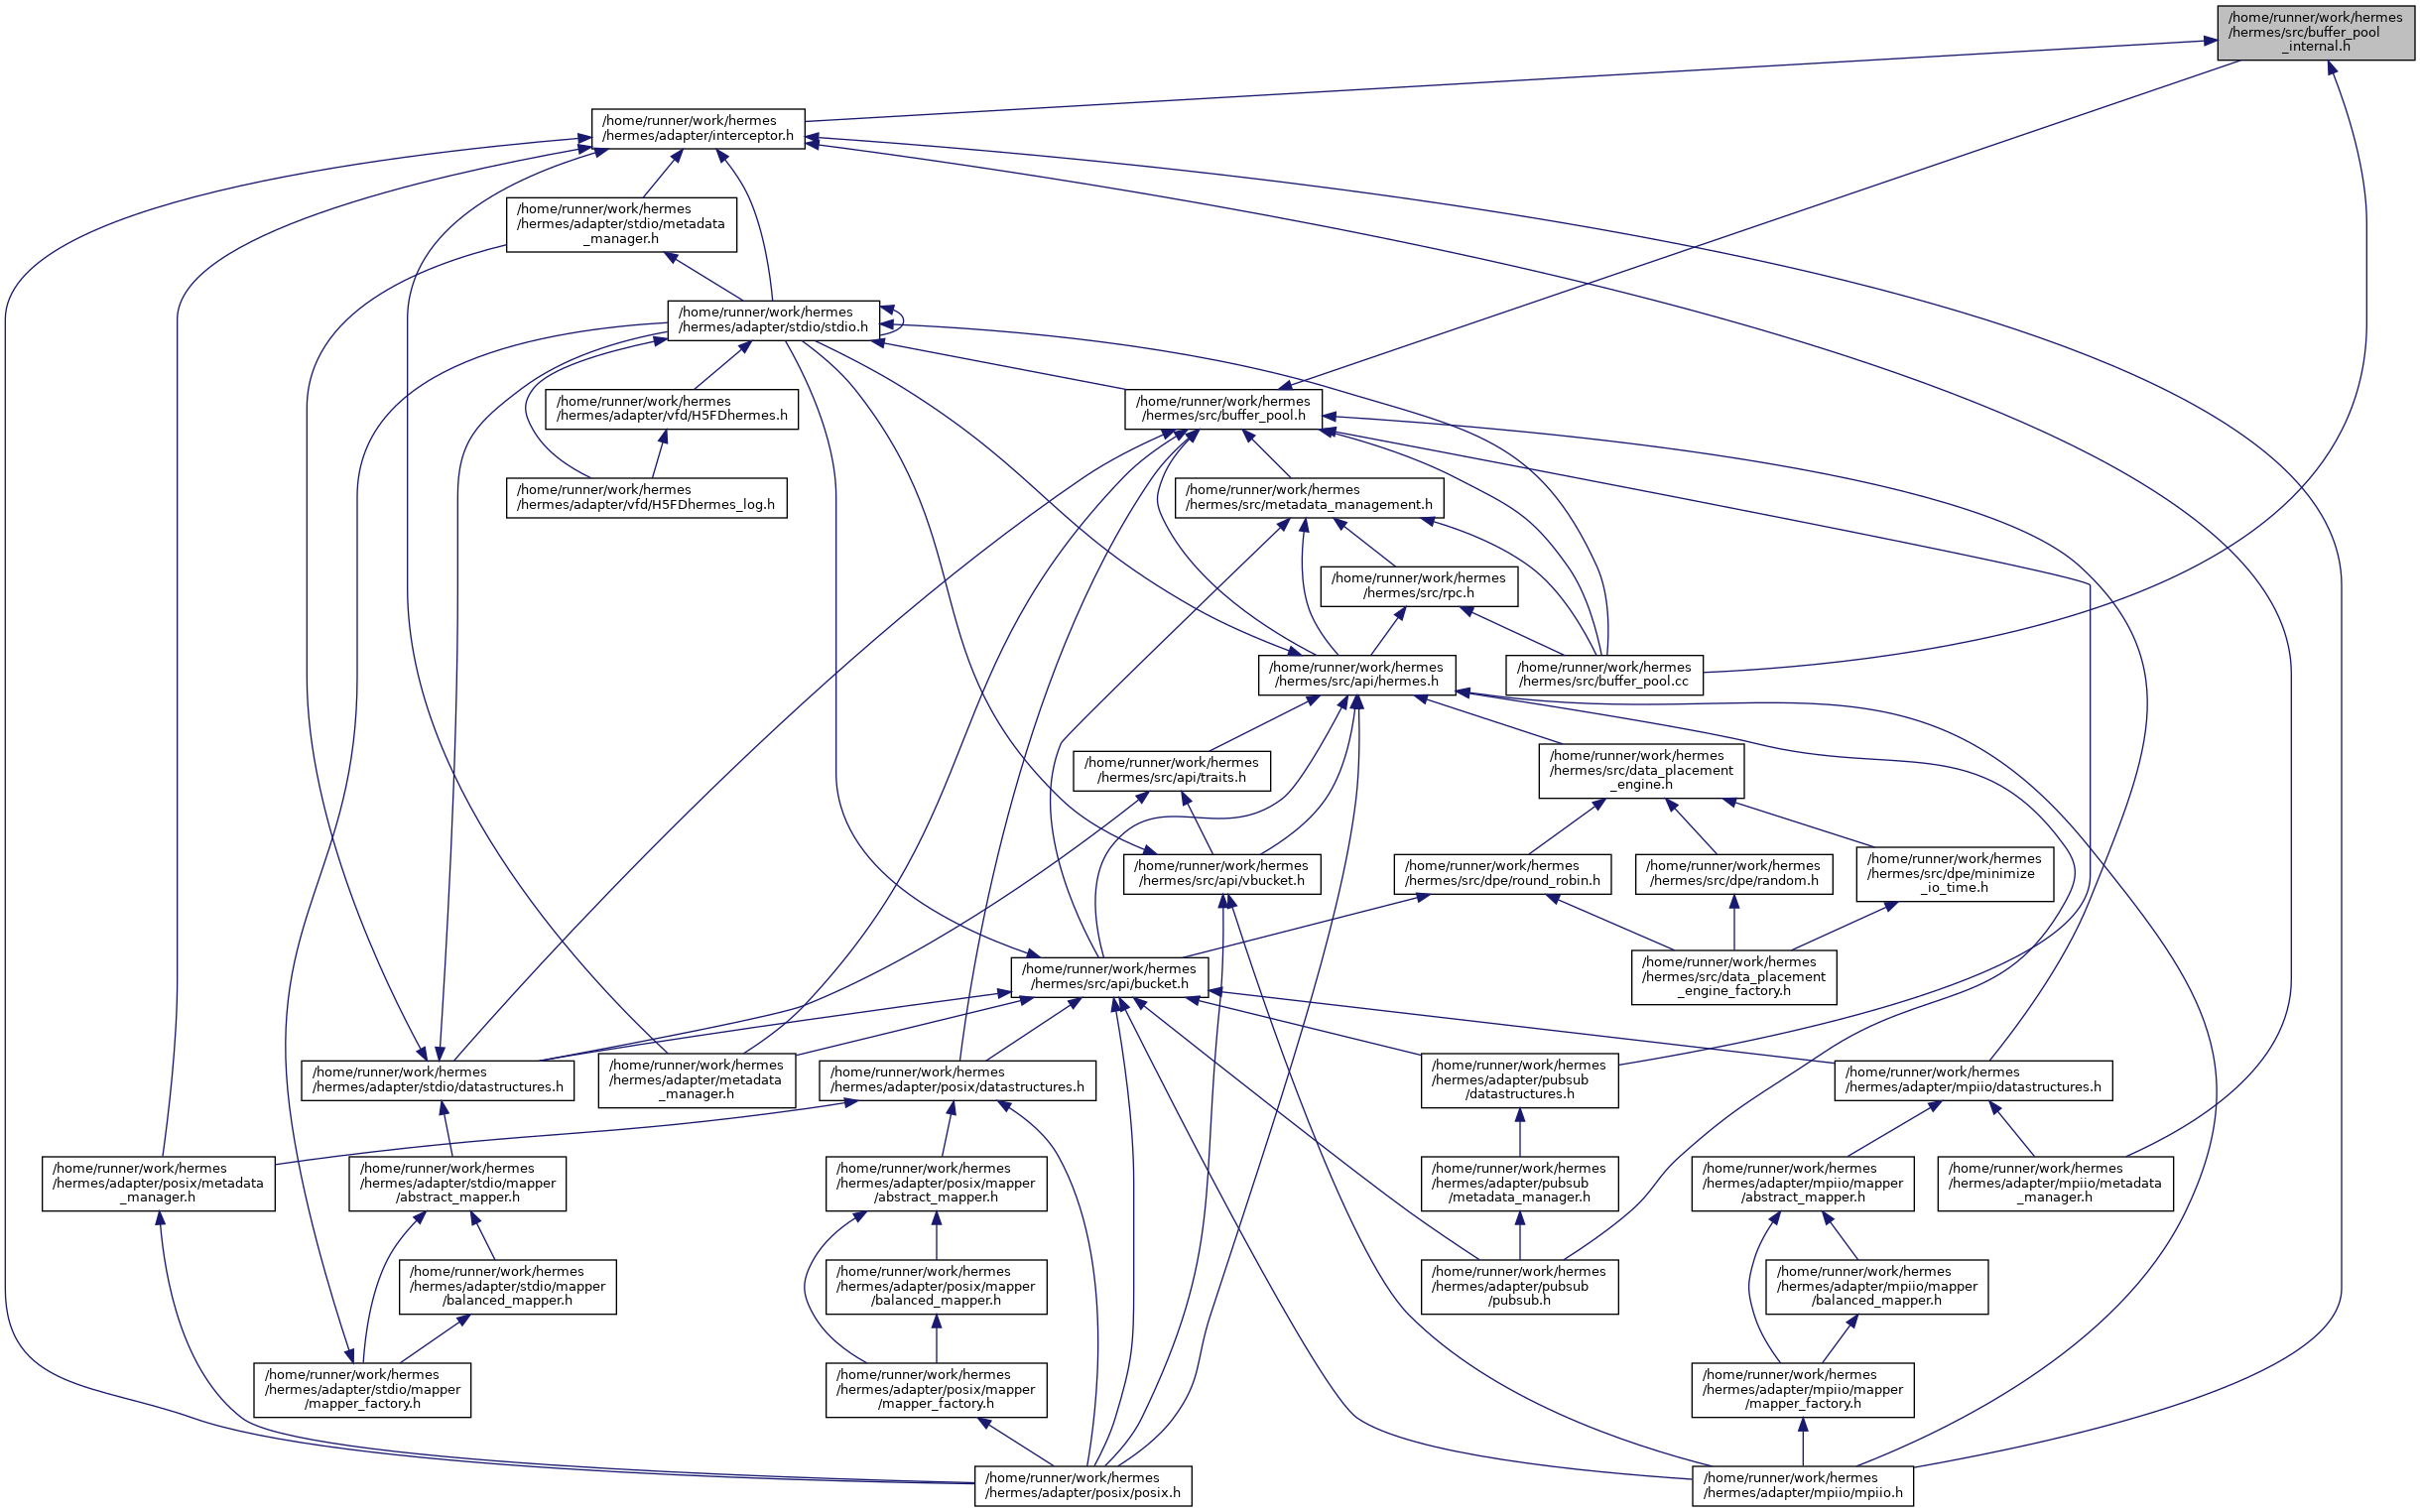 /home/runner/work/hermes
/hermes/src/buffer_pool
_internal.h
/home/runner/work/hermes
/hermes/adapter/interceptor.h
/home/runner/work/hermes
/hermes/adapter/stdio/metadata
_manager.h
/home/runner/work/hermes
/hermes/adapter/stdio/stdio.h
/home/runner/work/hermes
/hermes/adapter/vfd/H5FDhermes.h
/home/runner/work/hermes
/hermes/src/buffer_pool.h
/home/runner/work/hermes
/hermes/adapter/vfd/H5FDhermes_log.h
/home/runner/work/hermes
/hermes/src/metadata_management.h
/home/runner/work/hermes
/hermes/src/rpc.h
/home/runner/work/hermes
/hermes/src/api/hermes.h
/home/runner/work/hermes
/hermes/src/buffer_pool.cc
/home/runner/work/hermes
/hermes/src/api/traits.h
/home/runner/work/hermes
/hermes/src/data_placement
_engine.h
/home/runner/work/hermes
/hermes/src/api/vbucket.h
/home/runner/work/hermes
/hermes/src/dpe/round_robin.h
/home/runner/work/hermes
/hermes/src/dpe/random.h
/home/runner/work/hermes
/hermes/src/dpe/minimize
_io_time.h
/home/runner/work/hermes
/hermes/src/api/bucket.h
/home/runner/work/hermes
/hermes/src/data_placement
_engine_factory.h
/home/runner/work/hermes
/hermes/adapter/stdio/datastructures.h
/home/runner/work/hermes
/hermes/adapter/metadata
_manager.h
/home/runner/work/hermes
/hermes/adapter/posix/datastructures.h
/home/runner/work/hermes
/hermes/adapter/pubsub
/datastructures.h
/home/runner/work/hermes
/hermes/adapter/mpiio/datastructures.h
/home/runner/work/hermes
/hermes/adapter/posix/metadata
_manager.h
/home/runner/work/hermes
/hermes/adapter/stdio/mapper
/abstract_mapper.h
/home/runner/work/hermes
/hermes/adapter/posix/mapper
/abstract_mapper.h
/home/runner/work/hermes
/hermes/adapter/pubsub
/metadata_manager.h
/home/runner/work/hermes
/hermes/adapter/mpiio/mapper
/abstract_mapper.h
/home/runner/work/hermes
/hermes/adapter/mpiio/metadata
_manager.h
/home/runner/work/hermes
/hermes/adapter/stdio/mapper
/balanced_mapper.h
/home/runner/work/hermes
/hermes/adapter/posix/mapper
/balanced_mapper.h
/home/runner/work/hermes
/hermes/adapter/pubsub
/pubsub.h
/home/runner/work/hermes
/hermes/adapter/mpiio/mapper
/balanced_mapper.h
/home/runner/work/hermes
/hermes/adapter/stdio/mapper
/mapper_factory.h
/home/runner/work/hermes
/hermes/adapter/posix/mapper
/mapper_factory.h
/home/runner/work/hermes
/hermes/adapter/mpiio/mapper
/mapper_factory.h
/home/runner/work/hermes
/hermes/adapter/posix/posix.h
/home/runner/work/hermes
/hermes/adapter/mpiio/mpiio.h